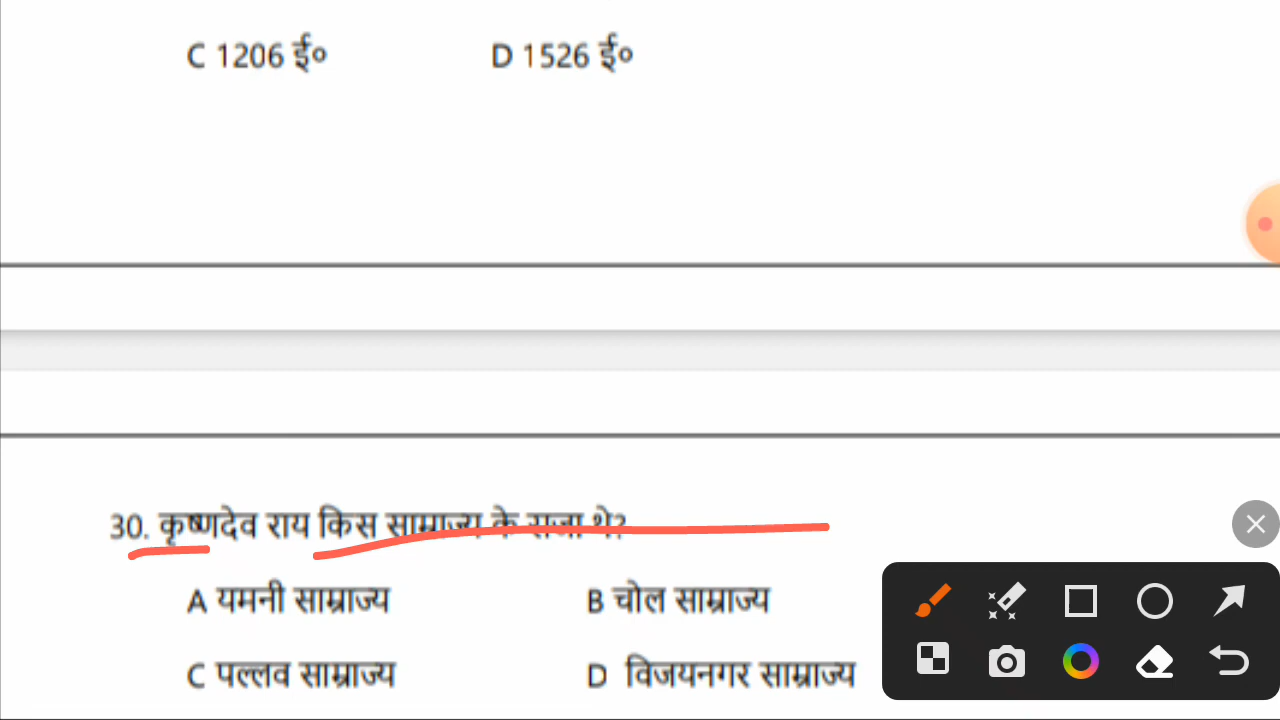 C 1206 ई० D 1526 ई०
30. कृष्णदेव राय किस साम्राज्य के राजा थे?
A यमनी साम्राज्य B चोल साम्राज्य
C पल्लव साम्राज्य D विजयनगर साम्राज्य